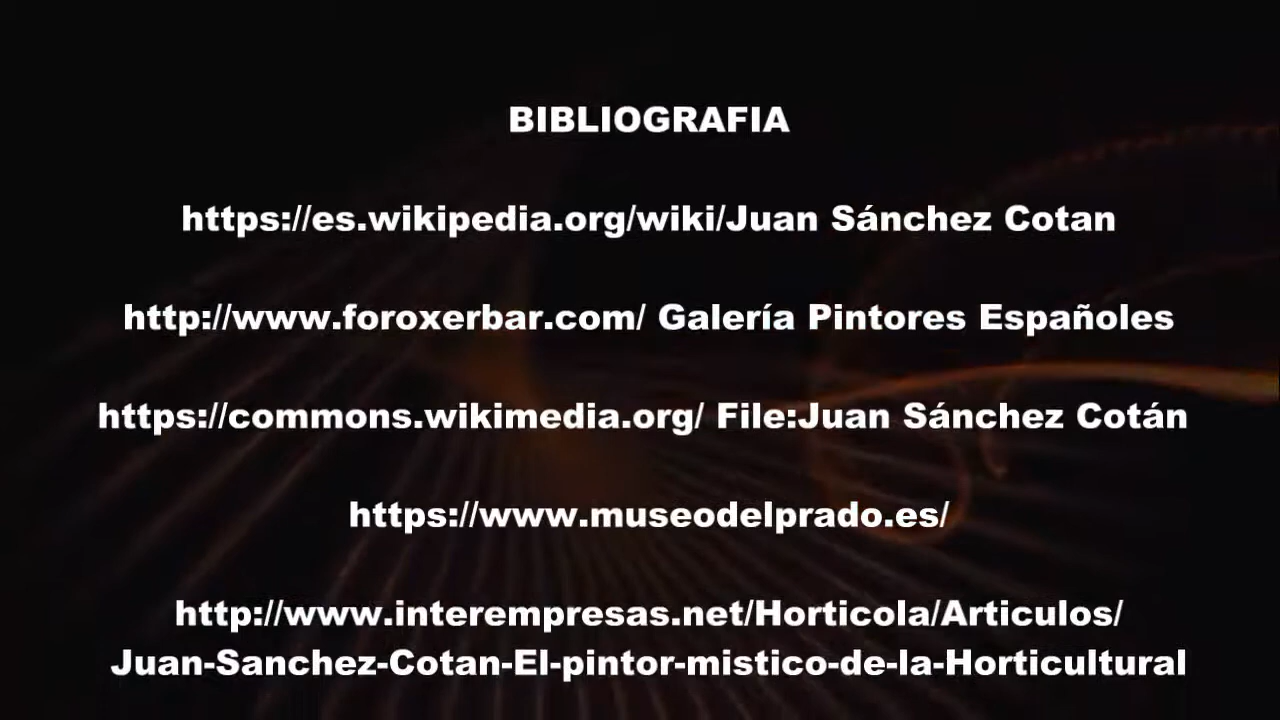 BIBLIOGRAFIA
https://es.wikipedia.org/wiki/Juan Sánchez Cotan
http://www.foroxerbar.com/ Galería Pintores Españoles
https://commons.wikimedia.org/ File:Juan Sánchez Cotán
https://www.museodelprado.es/
http://www.interempresas.net/Horticola/Articulos/
Juan-Sanchez-Cotan-El-pintor-mistico-de-la-Horticultural